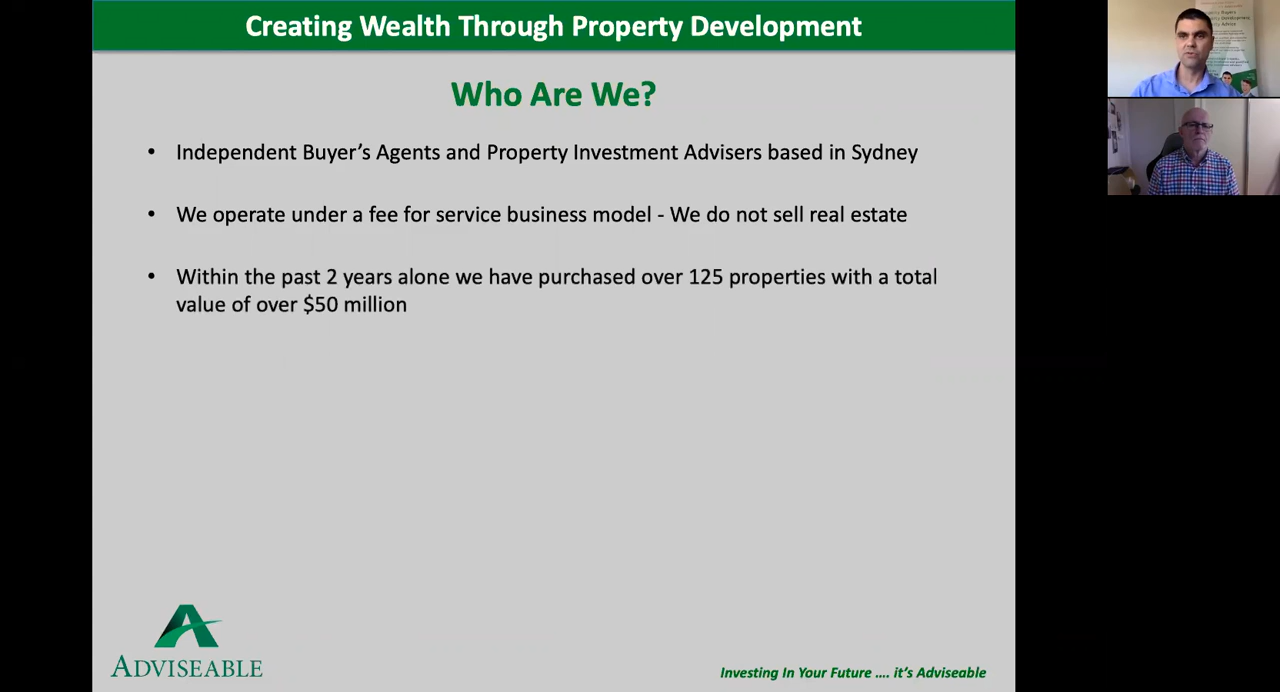 Creating Wealth Through Property Development
Who Are We?
• Independent Buyer's Agents and Property Investment Advisers based in Sydney
• We operate under a fee for service business model - We do not sell real estate
• Within the past 2 years alone we have purchased over 125 properties with a total
value of over $50 million
ADVISEABLE
Investing In Your Future .... it's Adviseable